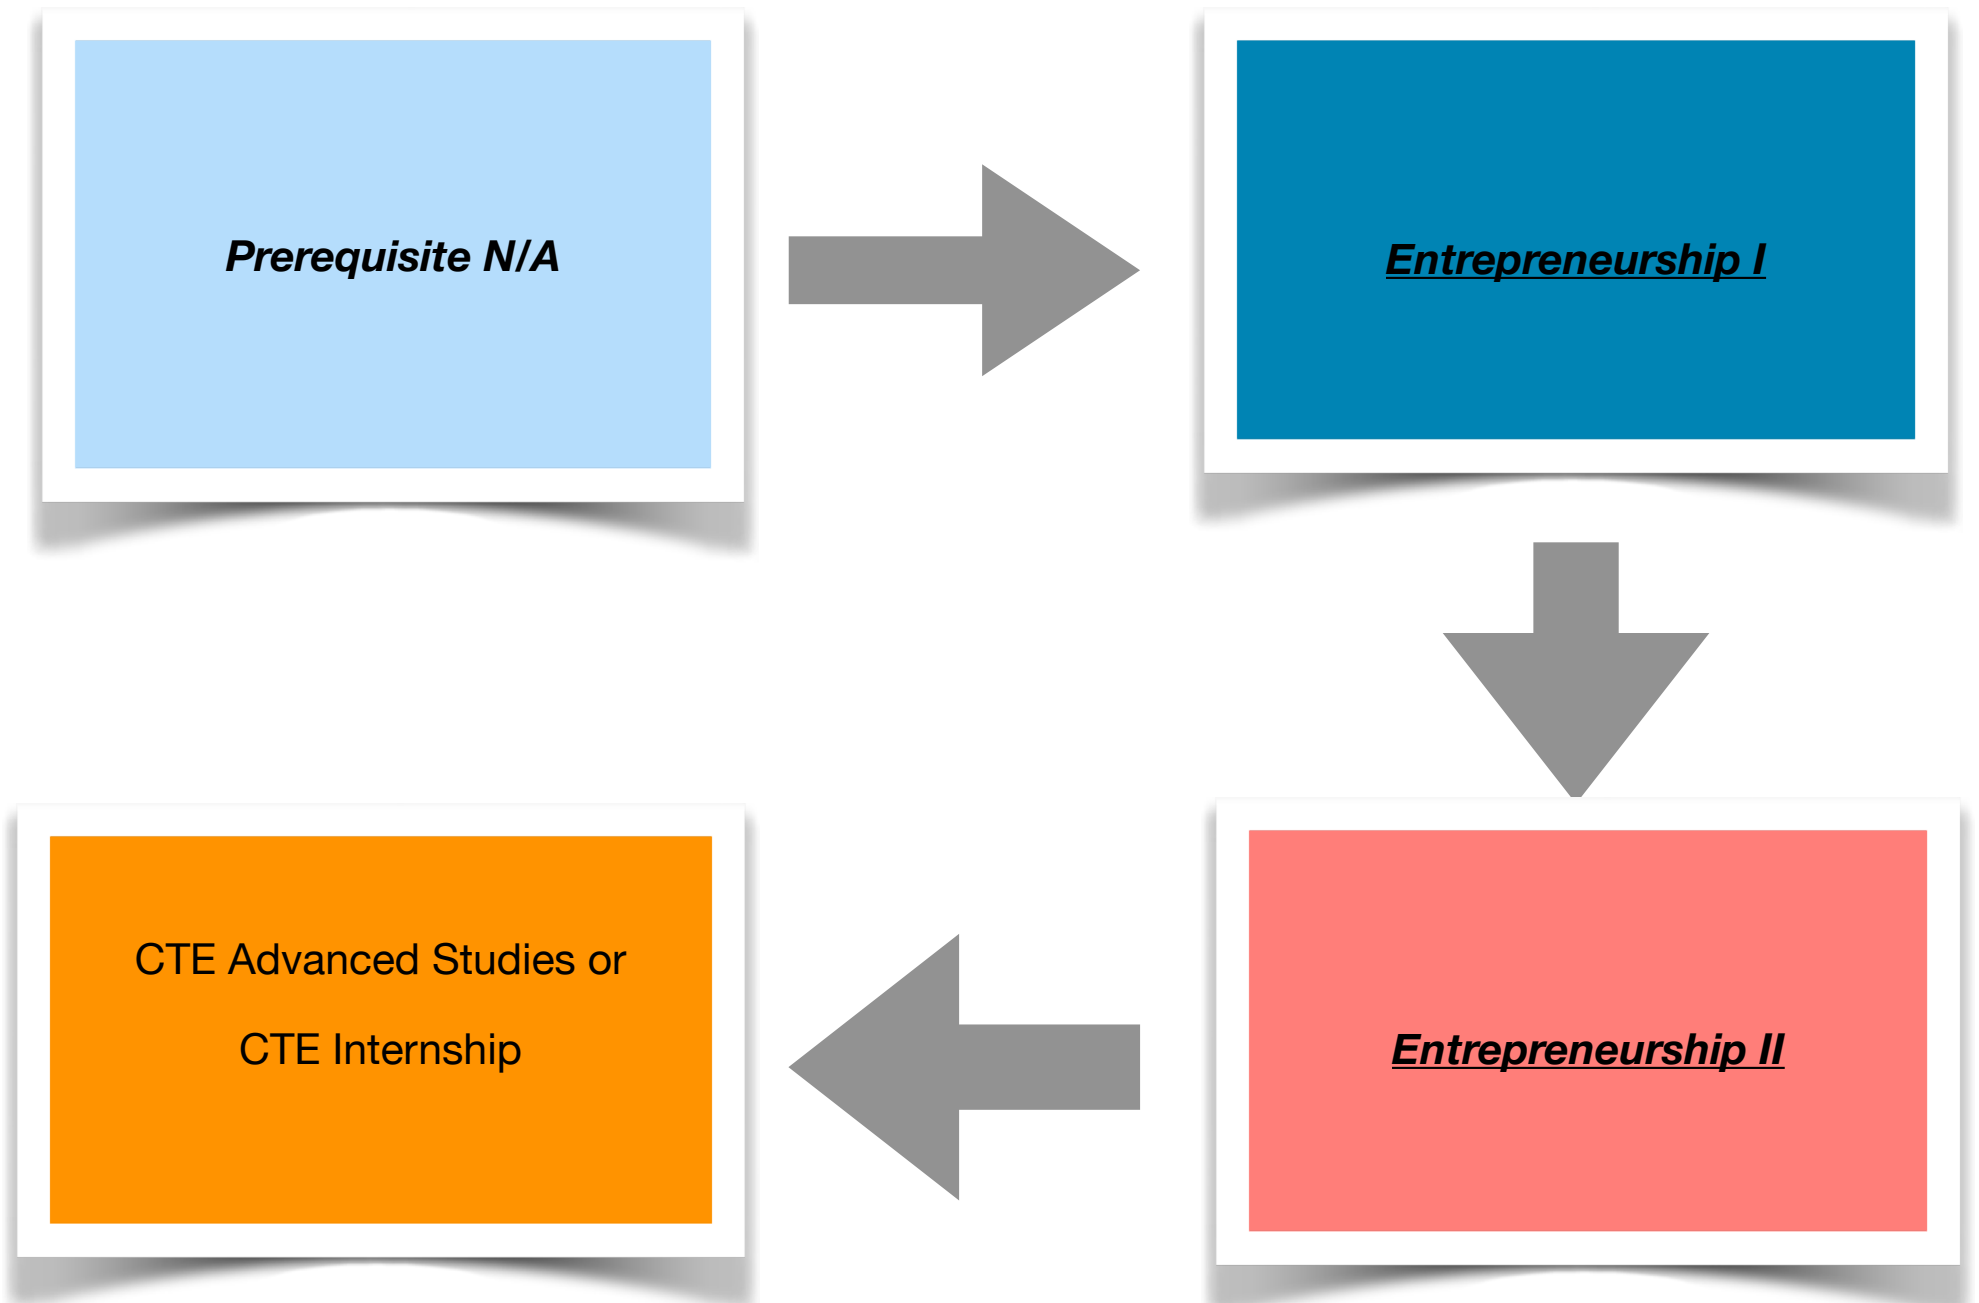 Prerequisite N/A
Entrepreneurship I
Entrepreneurship II
CTE Advanced Studies or
CTE Internship